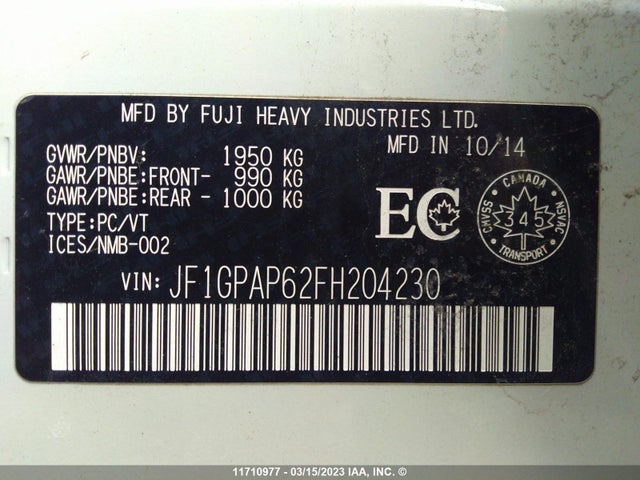 MFD BY FUJI HEAVY INDUSTRIES LTD.
MFD IN 10/14
GVWR/PNBV: 1950 KG
GAWR/PNBE:FRONT- 990 KG
GAWR/PNBE:REAR - 1000 KG
TYPE:PC/VT
ICES/NMB-002
EC
CANADA
CMVSS
345
NSVAC
TRANSPORT
VIN: JF1GPAP62FH204230
11710977 - 03/15/2023 IAA, INC. ©